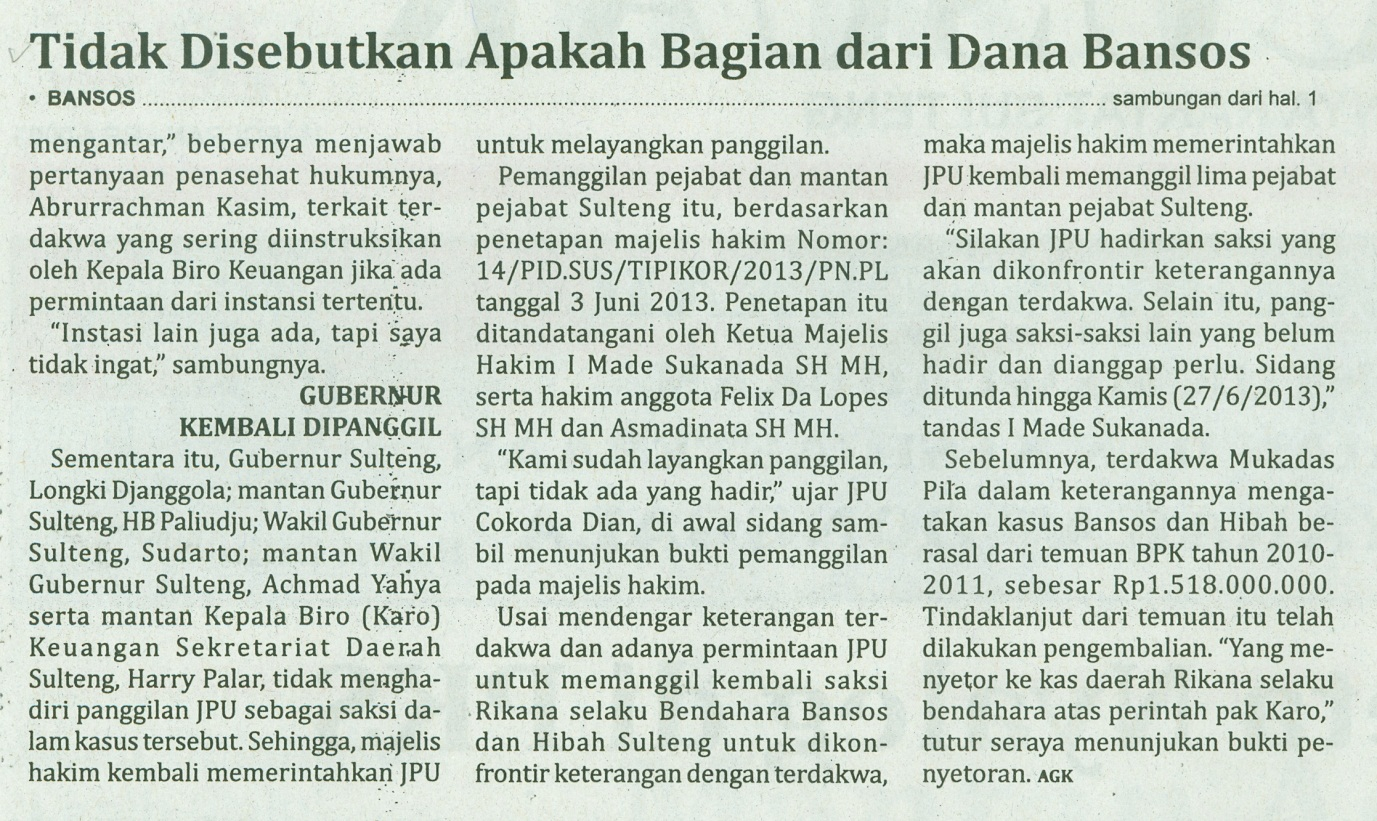 Tidak Disebutkan Apakah Bagian dari Dana Bansos
• BANSOS ........................................................................ sambungan dari hal. 1
mengantar,” bebernya menjawab
pertanyaan penasehat hukumnya,
Abrurrachman Kasim, terkait ter-
dakwa yang sering diinstruksikan
oleh Kepala Biro Keuangan jika ada
permintaan dari instansi tertentu.
“Instasi lain juga ada, tapi saya
tidak ingat,” sambungnya.
GUBERNUR
KEMBALI DIPANGGIL
Sementara itu, Gubernur Sulteng,
Longki Djanggola; mantan Gubernur
Sulteng, HB Paliudju; Wakil Gubernur
Sulteng, Sudarto; mantan Wakil
Gubernur Sulteng, Achmad Yahya
serta mantan Kepala Biro (Karo)
Keuangan Sekretariat Daerah
Sulteng, Harry Palar, tidak mengha-
diri panggilan JPU sebagai saksi da-
lam kasus tersebut. Sehingga, majelis
hakim kembali memerintahkan JPU
untuk melayangkan panggilan.
Pemanggilan pejabat dan mantan
pejabat Sulteng itu, berdasarkan
penetapan majelis hakim Nomor:
14/PID.SUS/TIPIKOR/2013/PN.PL
tanggal 3 Juni 2013. Penetapan itu
ditandatangani oleh Ketua Majelis
Hakim I Made Sukanada SH MH,
serta hakim anggota Felix Da Lopes
SH MH dan Asmadinata SH MH.
“Kami sudah layangkan panggilan,
tapi tidak ada yang hadir,” ujar JPU
Cokorda Dian, di awal sidang sam-
bil menunjukan bukti pemanggilan
pada majelis hakim.
Usai mendengar keterangan ter-
dakwa dan adanya permintaan JPU
untuk memanggil kembali saksi
Rikana selaku Bendahara Bansos
dan Hibah Sulteng untuk dikon-
frontir keterangan dengan terdakwa,
maka majelis hakim memerintahkan
JPU kembali memanggil lima pejabat
dan mantan pejabat Sulteng.
“Silakan JPU hadirkan saksi yang
akan dikonfrontir keterangannya
dengan terdakwa. Selain itu, pang-
gil juga saksi-saksi lain yang belum
hadir dan dianggap perlu. Sidang
ditunda hingga Kamis (27/6/2013),”
tandas I Made Sukanada.
Sebelumnya, terdakwa Mukadas
Pila dalam keterangannya menga-
takan kasus Bansos dan Hibah be-
rasal dari temuan BPK tahun 2010-
2011, sebesar Rp1.518.000.000.
Tindaklanjut dari temuan itu telah
dilakukan pengembalian. “Yang me-
nyetor ke kas daerah Rikana selaku
bendahara atas perintah pak Karo,”
tutur seraya menunjukan bukti pe-
nyetoran. AGK